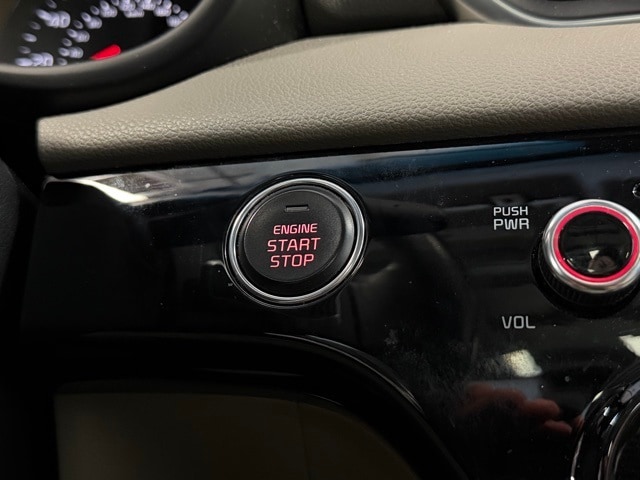 ENGINE
START
STOP
PUSH
PWR
VOL